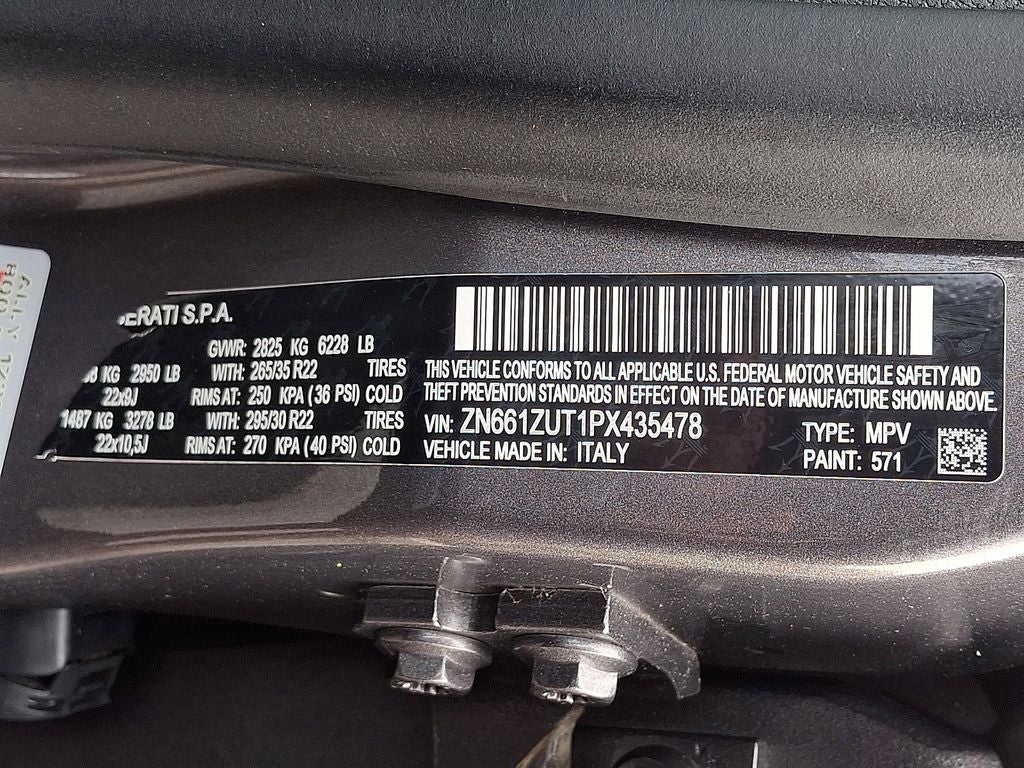 S.P.A.
GVWR: 2825 KG 6228 LB
KG 2950 LB WITH: 265/35 R22 TIRES
22x9J RIMS AT: 250 KPA (36 PSI) COLD
1487 KG 3278 LB WITH: 295/30 R22 TIRES
22x10,5J RIMS AT: 270 KPA (40 PSI) COLD
THIS VEHICLE CONFORMS TO ALL APPLICABLE U.S. FEDERAL MOTOR VEHICLE SAFETY AND
THEFT PREVENTION STANDARDS IN EFFECT ON THE DATE OF MANUFACTURE SHOWN ABOVE.
VIN: ZN661ZUT1PX435478
VEHICLE MADE IN: ITALY
TYPE: MPV
PAINT: 571